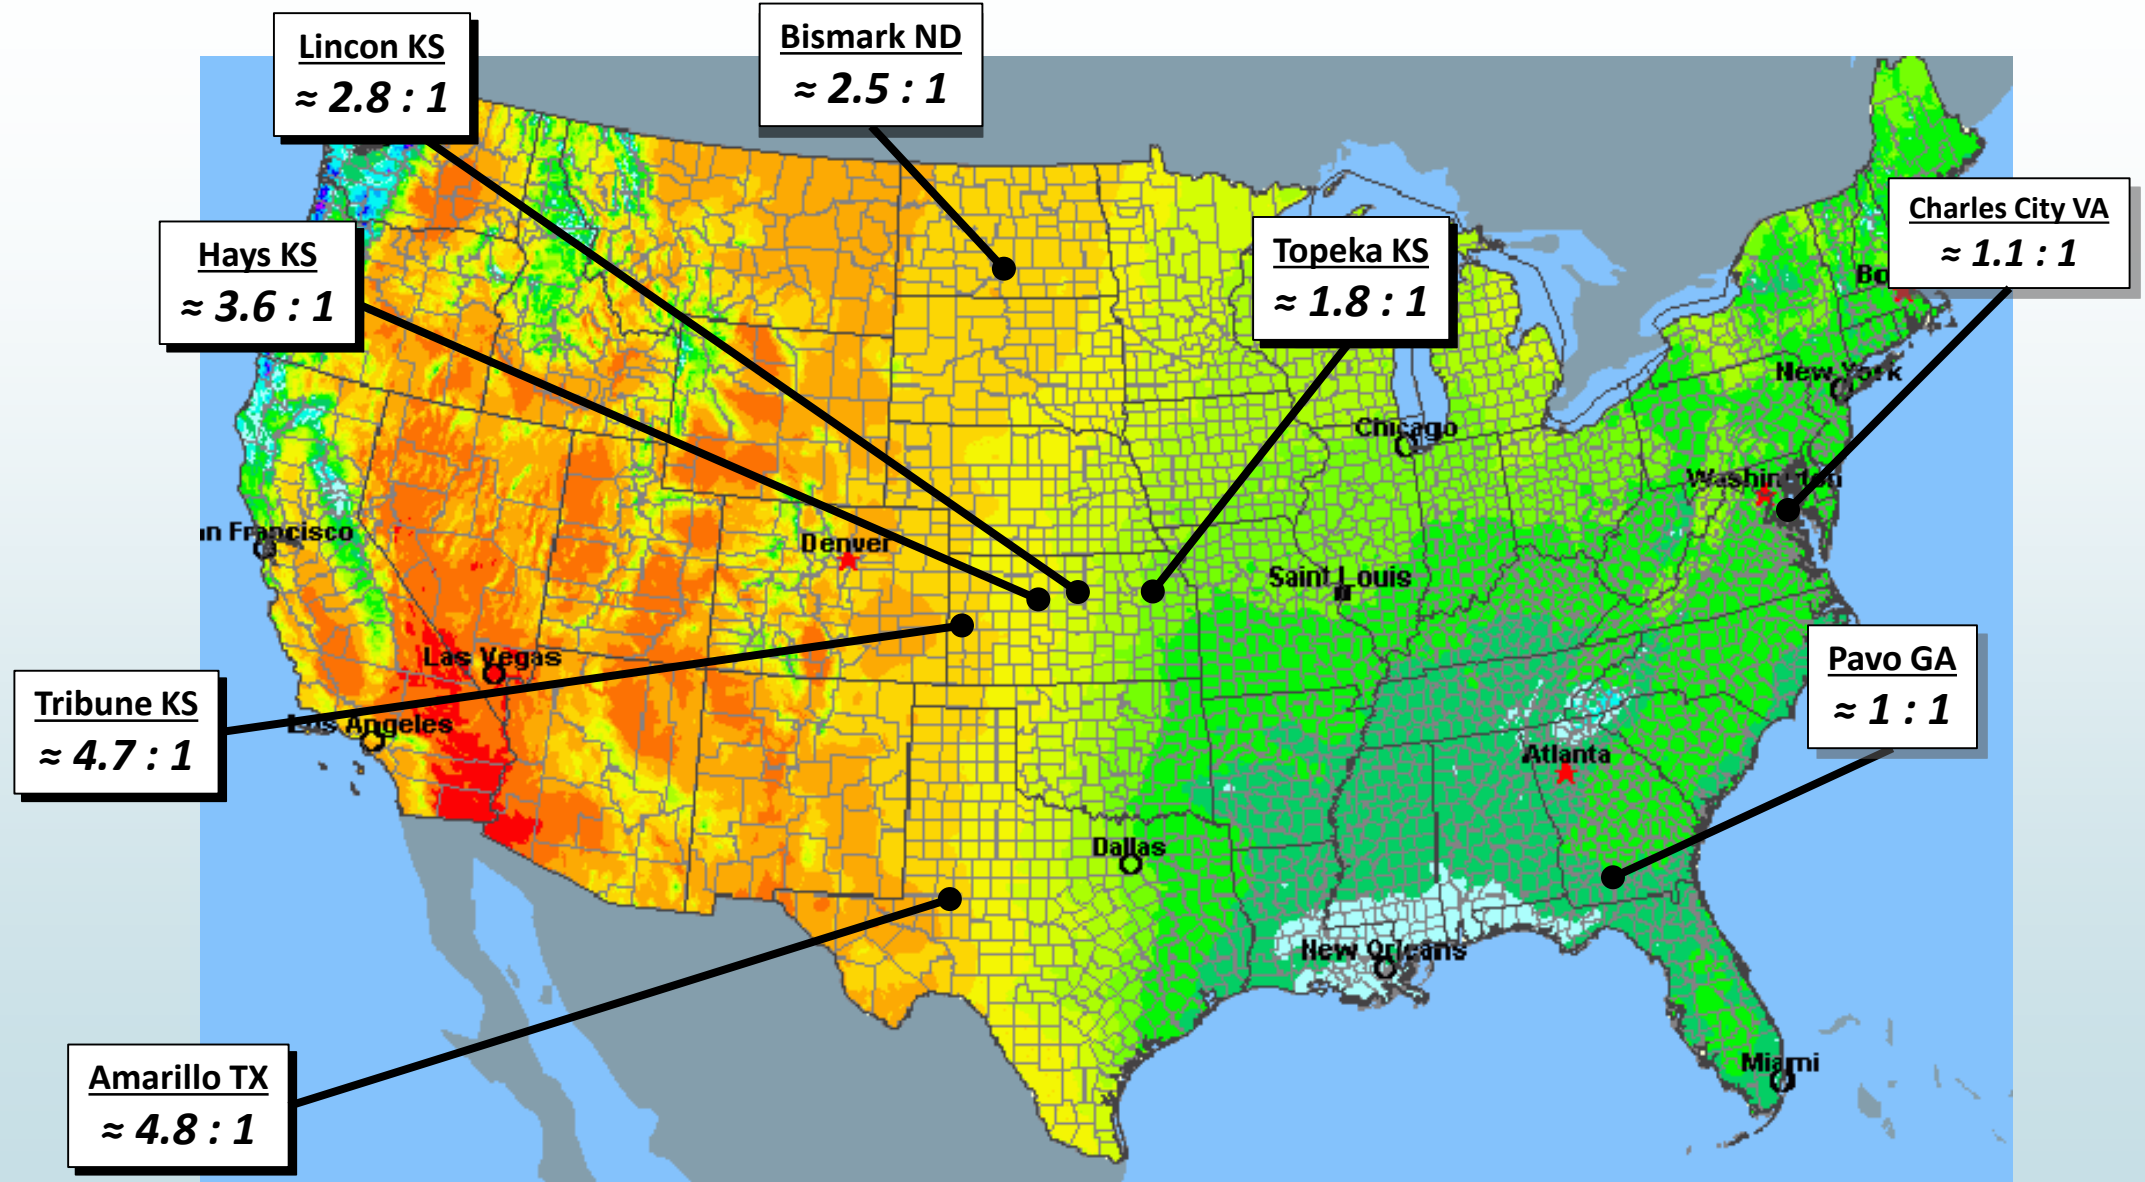 Lincon KS
≈ 2.8 : 1
Bismark ND
≈ 2.5 : 1
Charles City VA
≈ 1.1 : 1
Hays KS
≈ 3.6 : 1
Topeka KS
≈ 1.8 : 1
Bo
New York
Chicago
Washington
an Francisco
Denver
Saint Louis
Las Vegas
Tribune KS
≈ 4.7 : 1
Los Angeles
Pavo GA
≈ 1 : 1
Atlanta
Dallas
New Orleans
Miami
Amarillo TX
≈ 4.8 : 1